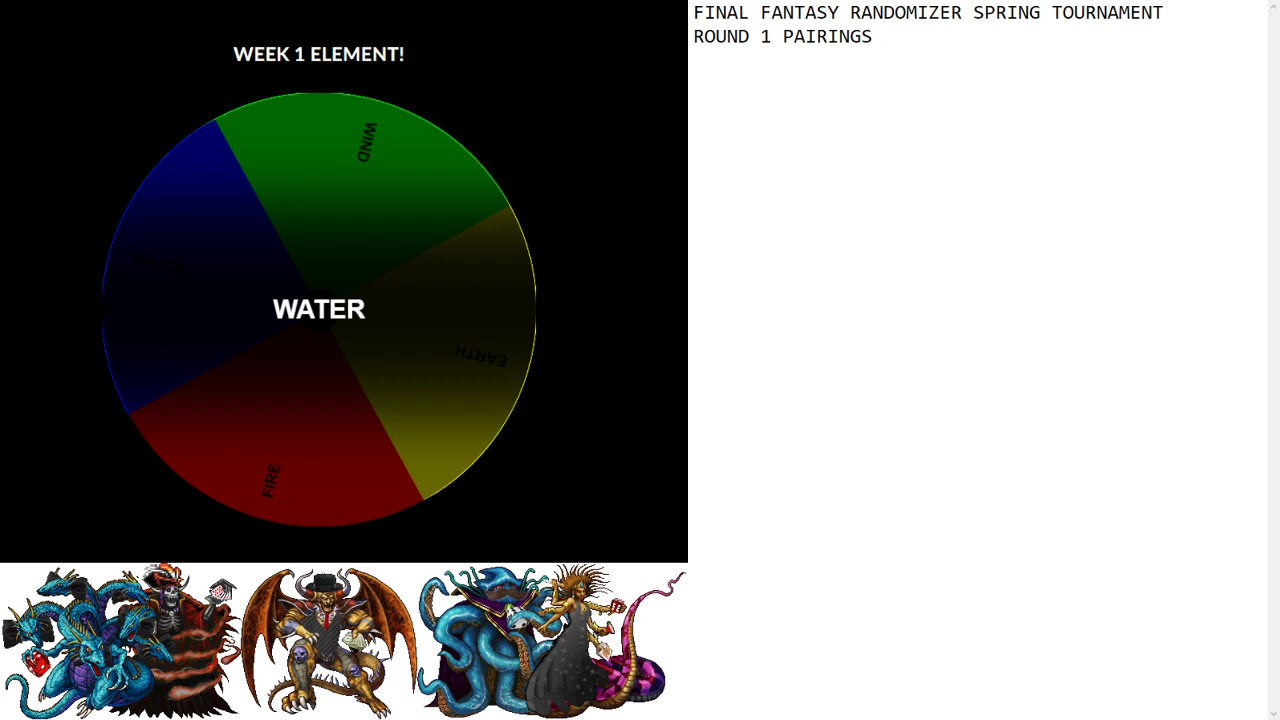 WEEK 1 ELEMENT!
WIND
WATER
EARTH
FIRE
FINAL FANTASY RANDOMIZER SPRING TOURNAMENT
ROUND 1 PAIRINGS